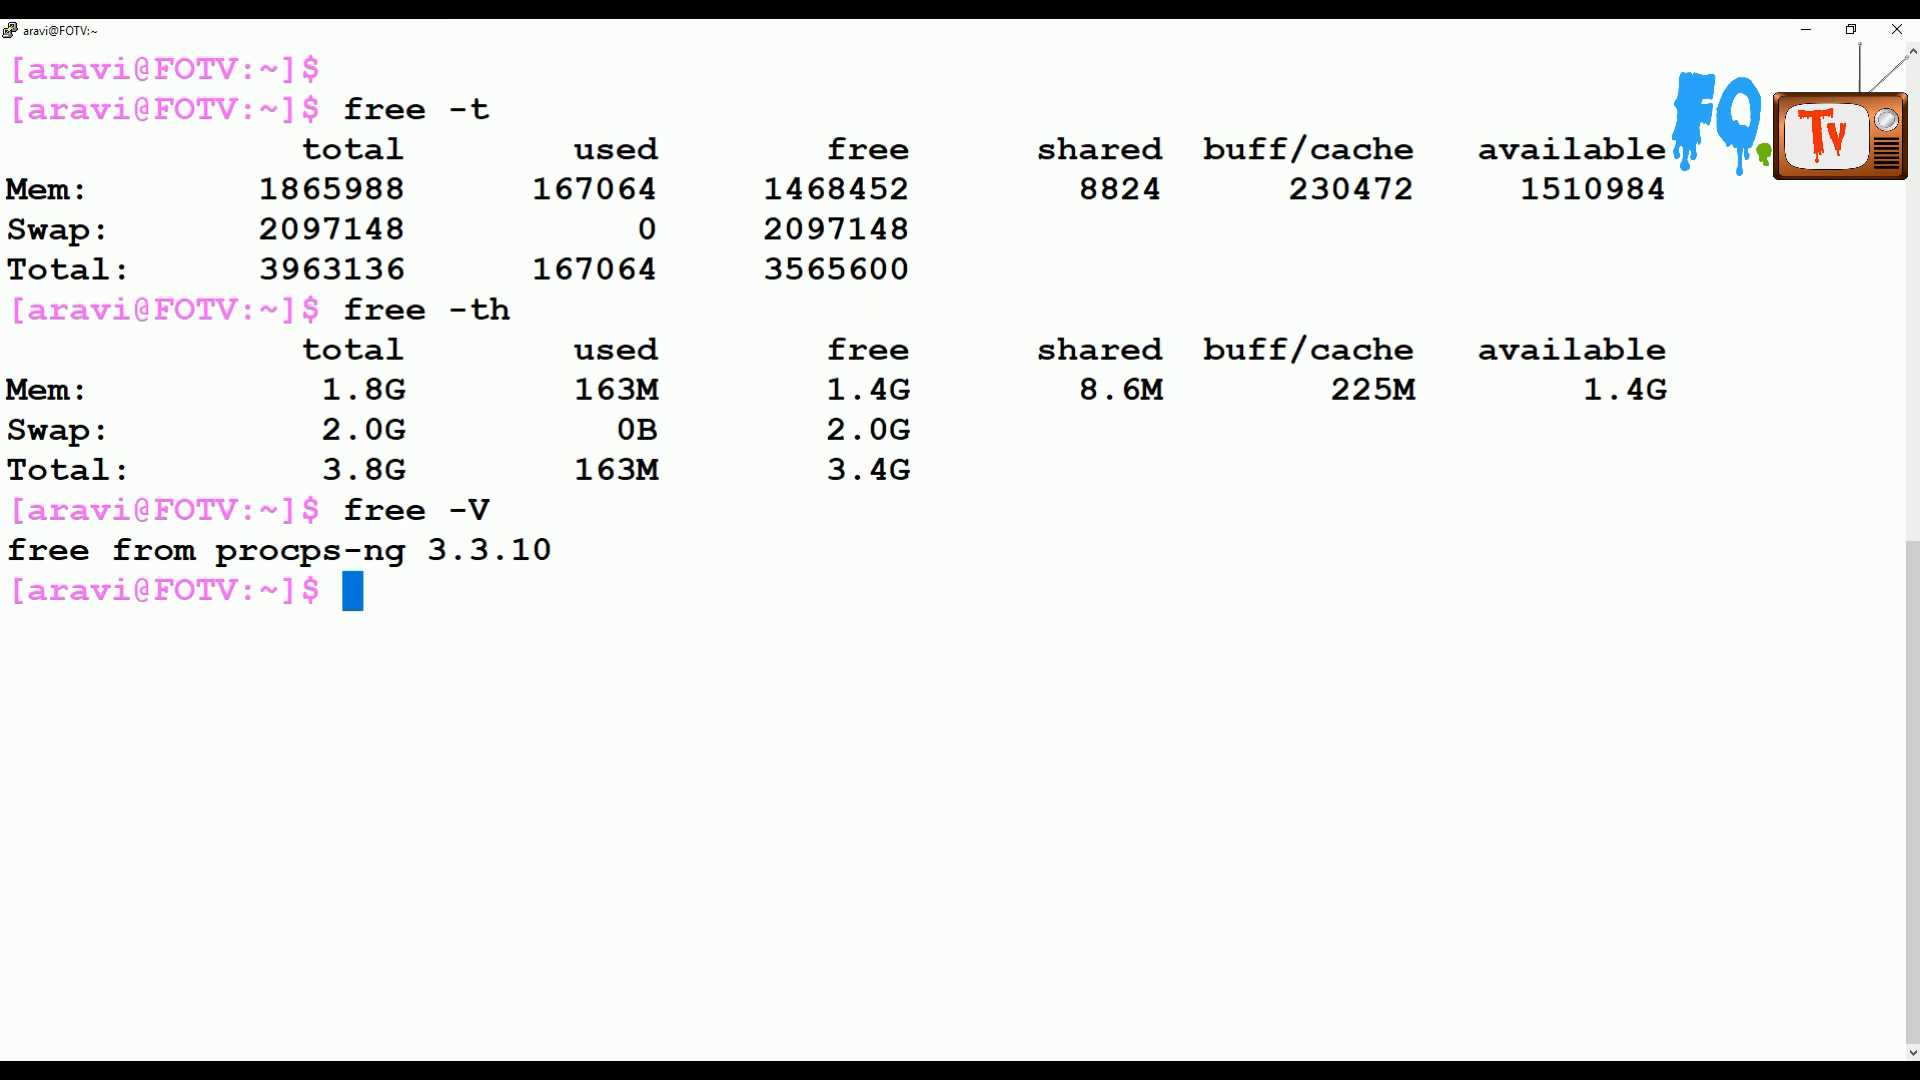 aravi@FOTV:~
[aravi@FOTV:~]$
[aravi@FOTV:~]$ free -t
total used free shared buff/cache available
Mem: 1865988 167064 1468452 8824 230472 1510984
Swap: 2097148 0 2097148
Total: 3963136 167064 3565600
[aravi@FOTV:~]$ free -th
total used free shared buff/cache available
Mem: 1.8G 163M 1.4G 8.6M 225M 1.4G
Swap: 2.0G 0B 2.0G
Total: 3.8G 163M 3.4G
[aravi@FOTV:~]$ free -V
free from procps-ng 3.3.10
[aravi@FOTV:~]$
FO.
Tv